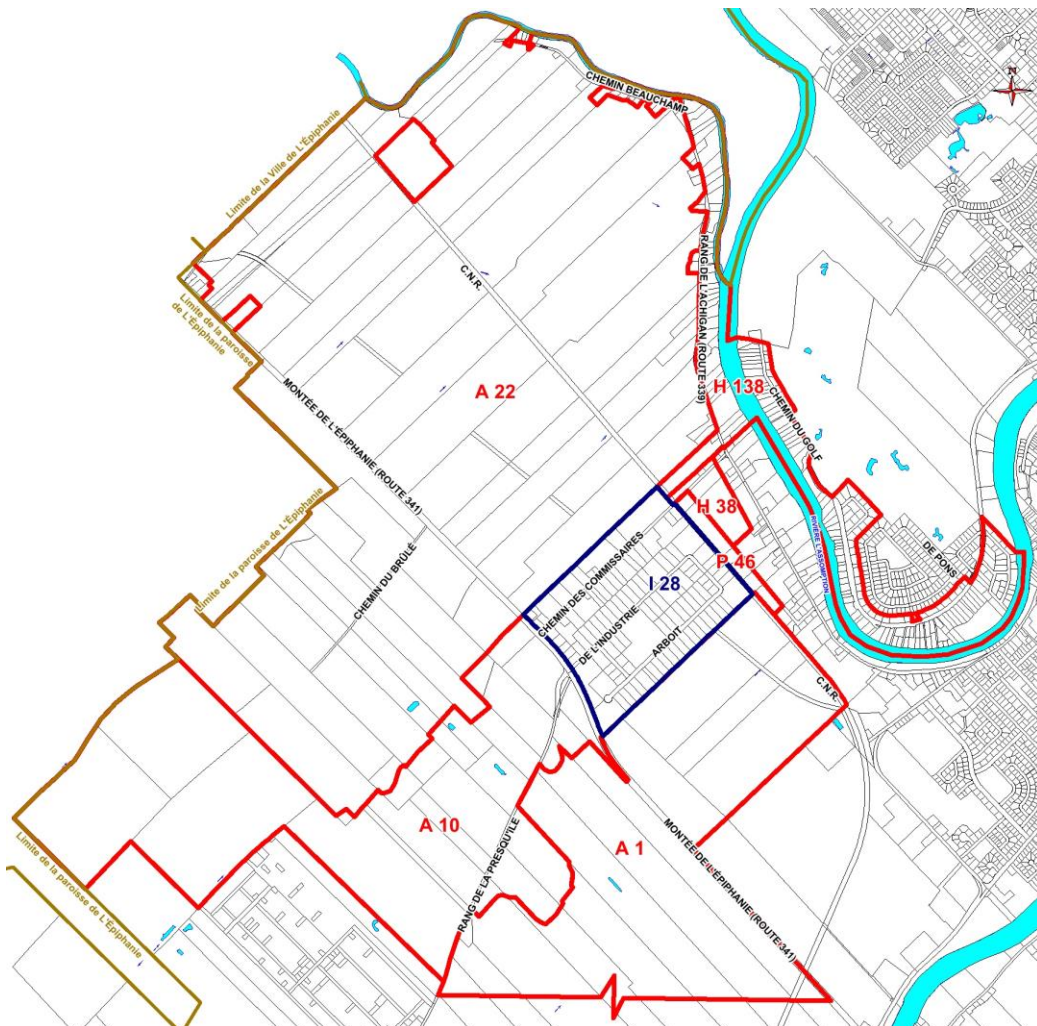 N
CHEMIN BEAUCHAMP
Limite de la Ville de L'Épiphanie
C.N.R.
RANG DE L'ACHIGAN (ROUTE 339)
Limite de la paroisse
de L'Épiphanie
MONTÉE DE L'ÉPIPHANIE (ROUTE 341)
A 22
H 138
CHEMIN DU GOLF
H 38
RIVIÈRE L'ASSOMPTION
DE PONS
P 46
CHEMIN DES COMMISSAIRES
I 28
DE L'INDUSTRIE
ARBOIT
Limite de la paroisse de L'Épiphanie
CHEMIN DU BRÛLÉ
C.N.R.
A 10
A 1
RANG DE LA PRESQU'ILE
MONTÉE DE L'ÉPIPHANIE (ROUTE 341)
Limite de la paroisse de L'Épiphanie